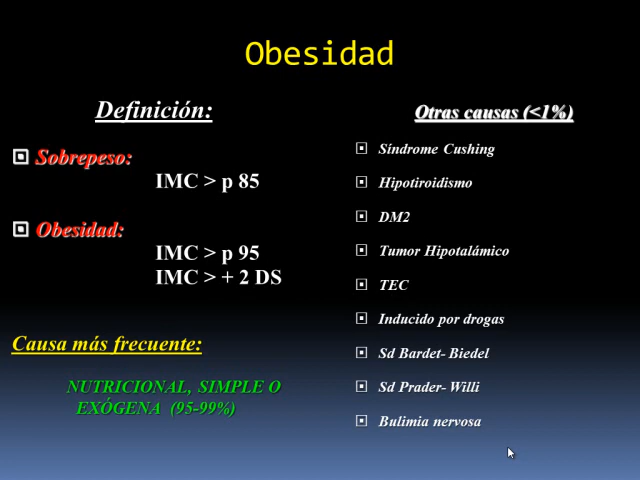 Obesidad
Definición:
Sobrepeso:
IMC > p 85
Obesidad:
IMC > p 95
IMC > + 2 DS
Causa más frecuente:
NUTRICIONAL, SIMPLE O
EXÓGENA (95-99%)
Otras causas (<1%)
Síndrome Cushing
Hipotiroidismo
DM2
Tumor Hipotalámico
TEC
Inducido por drogas
Sd Bardet- Biedel
Sd Prader- Willi
Bulimia nervosa